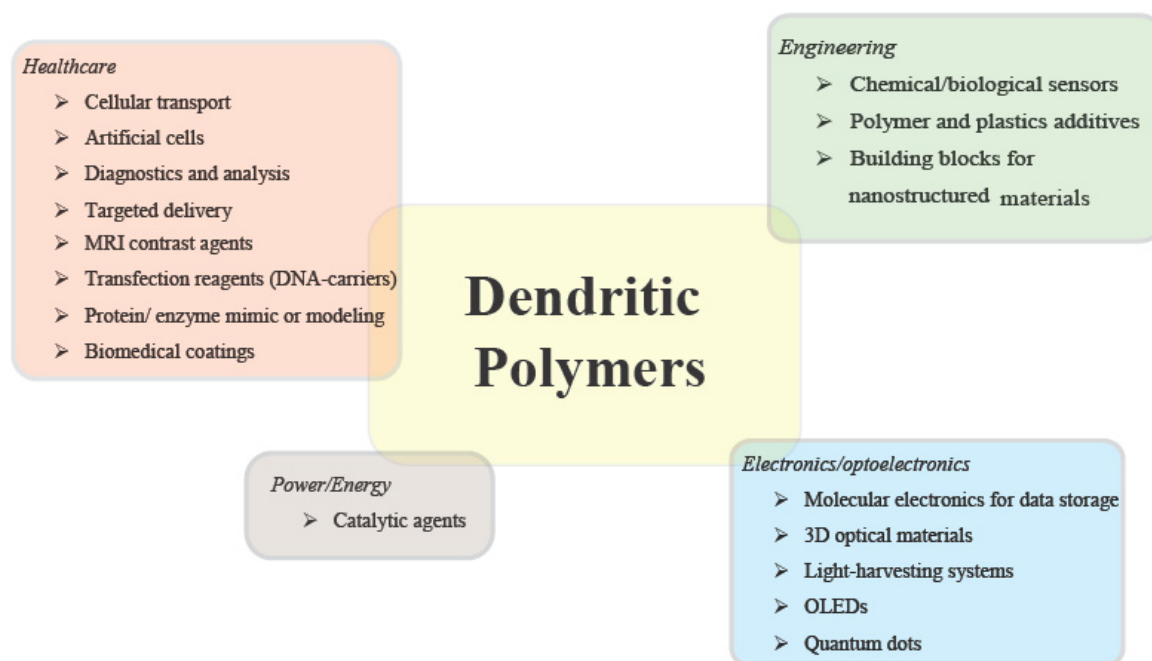 Healthcare
➢ Cellular transport
➢ Artificial cells
➢ Diagnostics and analysis
➢ Targeted delivery
➢ MRI contrast agents
➢ Transfection reagents (DNA-carriers)
➢ Protein/ enzyme mimic or modeling
➢ Biomedical coatings
Engineering
➢ Chemical/biological sensors
➢ Polymer and plastics additives
➢ Building blocks for
nanostructured materials
Dendritic
Polymers
Power/Energy
➢ Catalytic agents
Electronics/optoelectronics
➢ Molecular electronics for data storage
➢ 3D optical materials
➢ Light-harvesting systems
➢ OLEDs
➢ Quantum dots